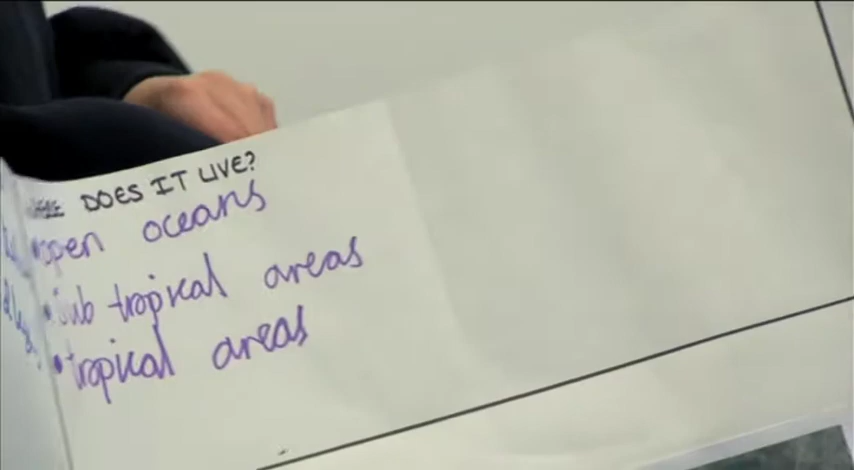 DOES IT LIVE?
• open oceans
• Sub tropical areas
• tropical areas